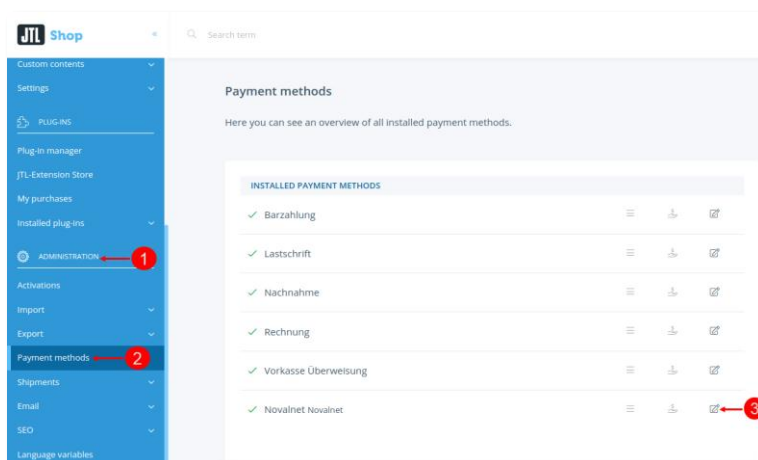 JTL Shop
Search term
Custom contents
Settings
PLUG-INS
Plug-in manager
JTL-Extension Store
My purchases
Installed plug-ins
ADMINISTRATION
1
Activations
Import
Export
Payment methods
2
Shipments
Email
SEO
Language variables
Payment methods
Here you can see an overview of all installed payment methods.
INSTALLED PAYMENT METHODS
Barzahlung
Lastschrift
Nachnahme
Rechnung
Vorkasse Überweisung
Novalnet Novalnet
3